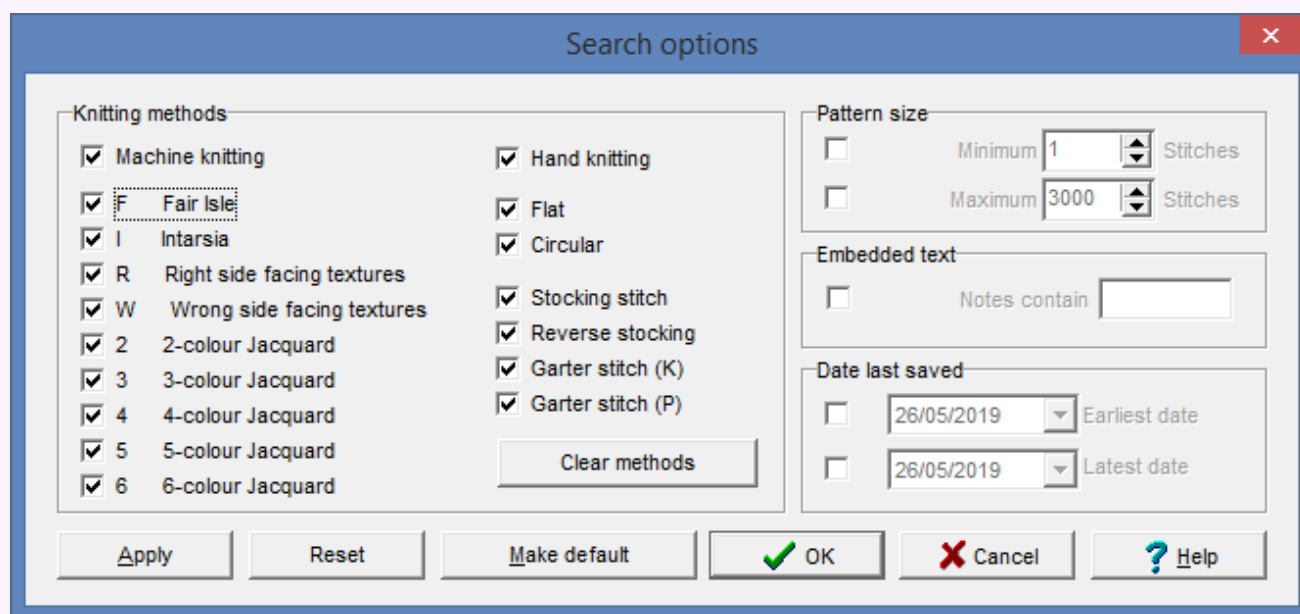 Search options
Knitting methods
Machine knitting
F Fair Isle
I Intarsia
R Right side facing textures
W Wrong side facing textures
2 2-colour Jacquard
3 3-colour Jacquard
4 4-colour Jacquard
5 5-colour Jacquard
6 6-colour Jacquard
Hand knitting
Flat
Circular
Stocking stitch
Reverse stocking
Garter stitch (K)
Garter stitch (P)
Clear methods
Pattern size
Minimum 1 Stitches
Maximum 3000 Stitches
Embedded text
Notes contain
Date last saved
26/05/2019 Earliest date
26/05/2019 Latest date
Apply Reset Make default OK Cancel Help